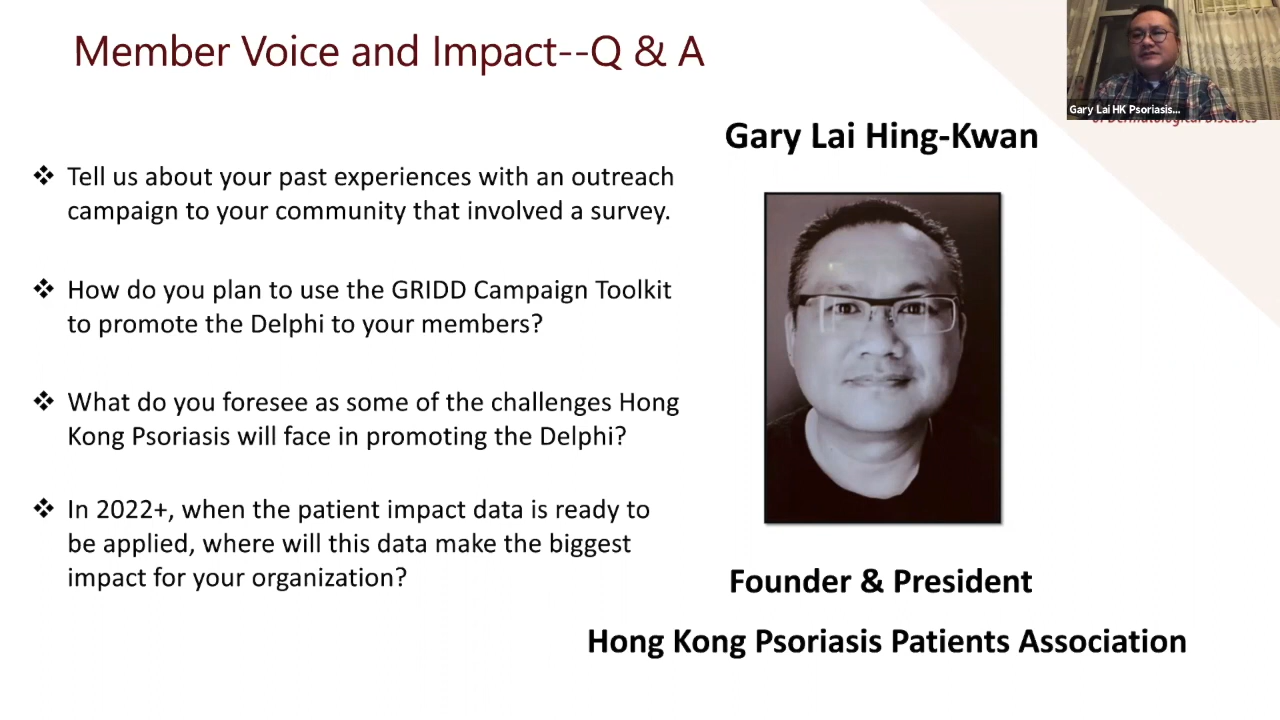 Member Voice and Impact--Q & A
Gary Lai HK Psoriasis...
of Dermatological Diseases
Gary Lai Hing-Kwan
❖ Tell us about your past experiences with an outreach
campaign to your community that involved a survey.
❖ How do you plan to use the GRIDD Campaign Toolkit
to promote the Delphi to your members?
❖ What do you foresee as some of the challenges Hong
Kong Psoriasis will face in promoting the Delphi?
❖ In 2022+, when the patient impact data is ready to
be applied, where will this data make the biggest
impact for your organization?
Founder & President
Hong Kong Psoriasis Patients Association